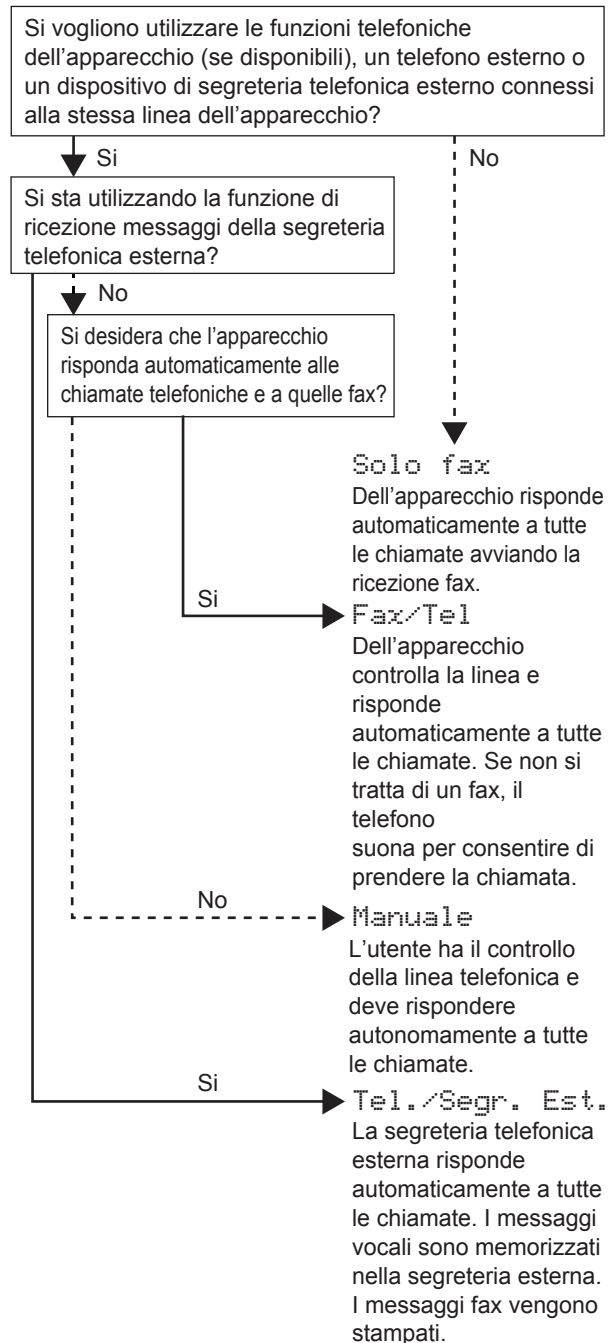 Si vogliono utilizzare le funzioni telefoniche
dell'apparecchio (se disponibili), un telefono esterno o
un dispositivo di segreteria telefonica esterno connessi
alla stessa linea dell'apparecchio?
Si
No
Si sta utilizzando la funzione di
ricezione messaggi della segreteria
telefonica esterna?
No
Si desidera che l'apparecchio
risponda automaticamente alle
chiamate telefoniche e a quelle fax?
Solo fax
Dell'apparecchio risponde
automaticamente a tutte
le chiamate avviando la
ricezione fax.
Si
Fax/Tel
Dell'apparecchio
controlla la linea e
risponde
automaticamente a tutte
le chiamate. Se non si
tratta di un fax, il
telefono
suona per consentire di
prendere la chiamata.
No
Manuale
L'utente ha il controllo
della linea telefonica e
deve rispondere
autonomamente a tutte
le chiamate.
Si
Tel./Segr. Est.
La segreteria telefonica
esterna risponde
automaticamente a tutte
le chiamate. I messaggi
vocali sono memorizzati
nella segreteria esterna.
I messaggi fax vengono
stampati.